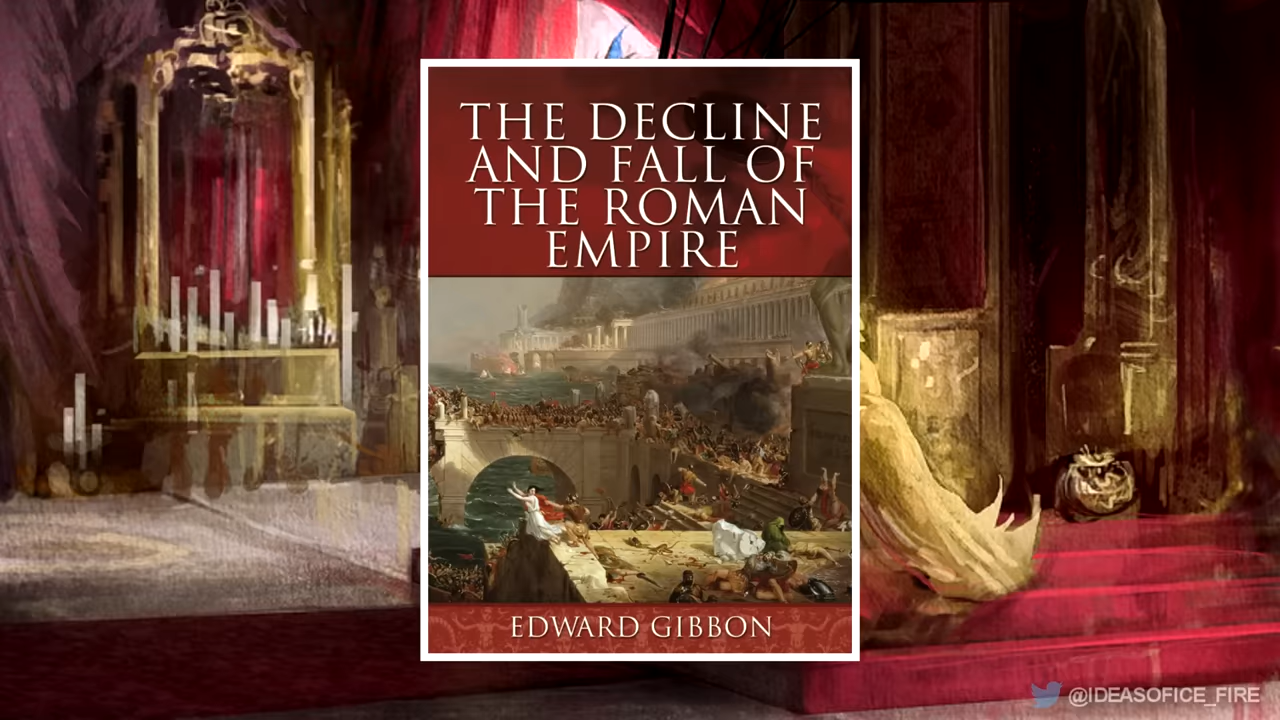 THE DECLINE
AND FALL OF
THE ROMAN
EMPIRE
EDWARD GIBBON
@IDEASOFICE_FIRE